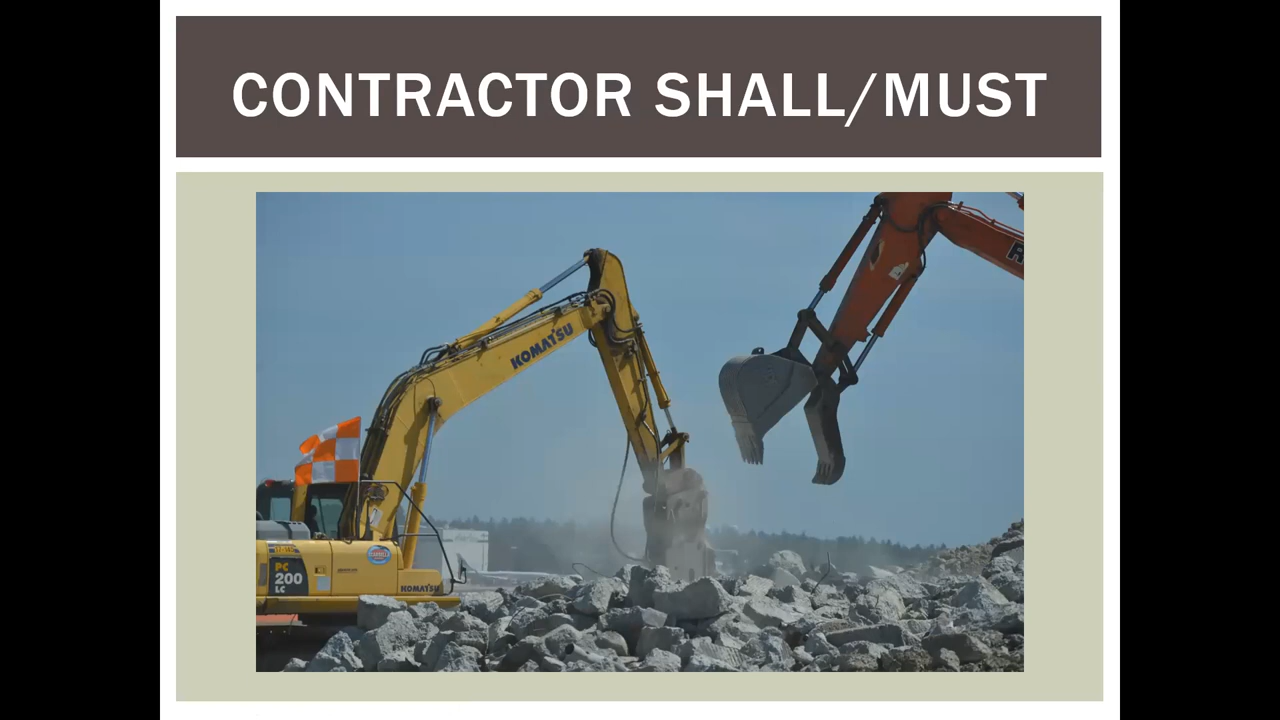 CONTRACTOR SHALL/MUST
KOMATSU
PC
200
LC
KOMATSU